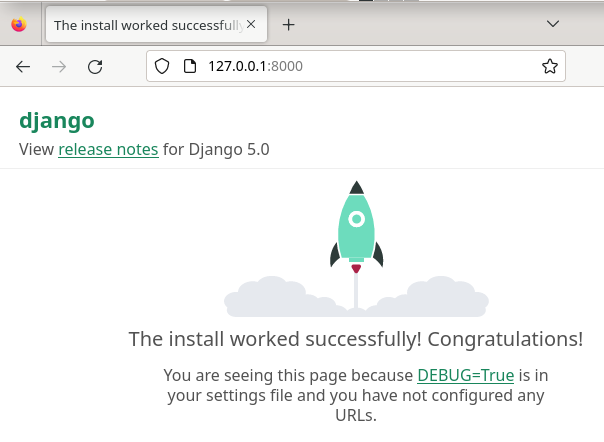 The install worked successfully
127.0.0.1:8000
django
View release notes for Django 5.0
The install worked successfully! Congratulations!
You are seeing this page because DEBUG=True is in
your settings file and you have not configured any
URLs.